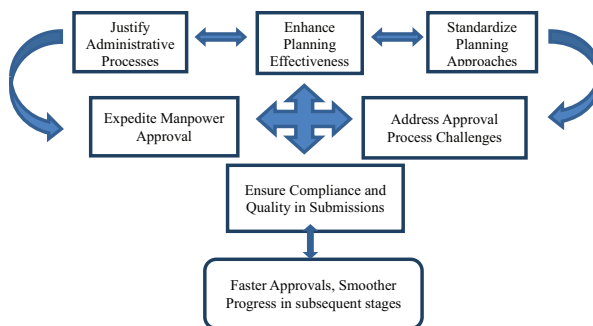 Justify
Administrative
Processes
Enhance
Planning
Effectiveness
Standardize
Planning
Approaches
Expedite Manpower
Approval
Address Approval
Process Challenges
Ensure Compliance and
Quality in Submissions
Faster Approvals, Smoother
Progress in subsequent stages